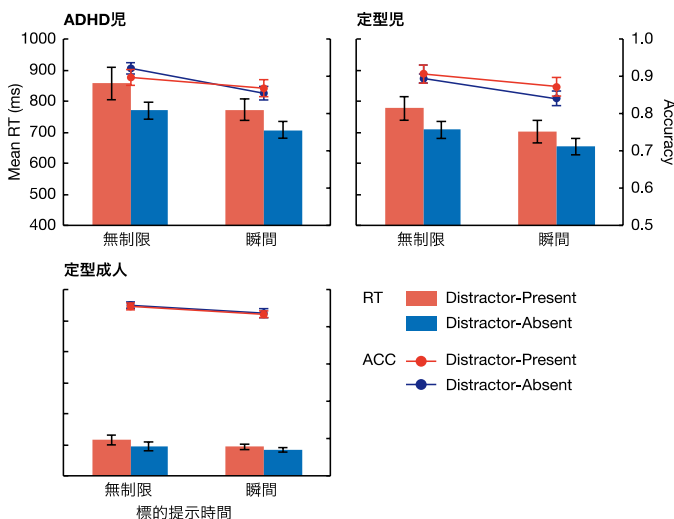 ADHD児
定型児
Mean RT (ms)
1000
900
800
700
600
500
400
無制限
瞬間
1.0
0.9
0.8
0.7
0.6
0.5
Accuracy
無制限
瞬間
定型成人
無制限
瞬間
標的提示時間
RT
Distractor-Present
Distractor-Absent
ACC
Distractor-Present
Distractor-Absent